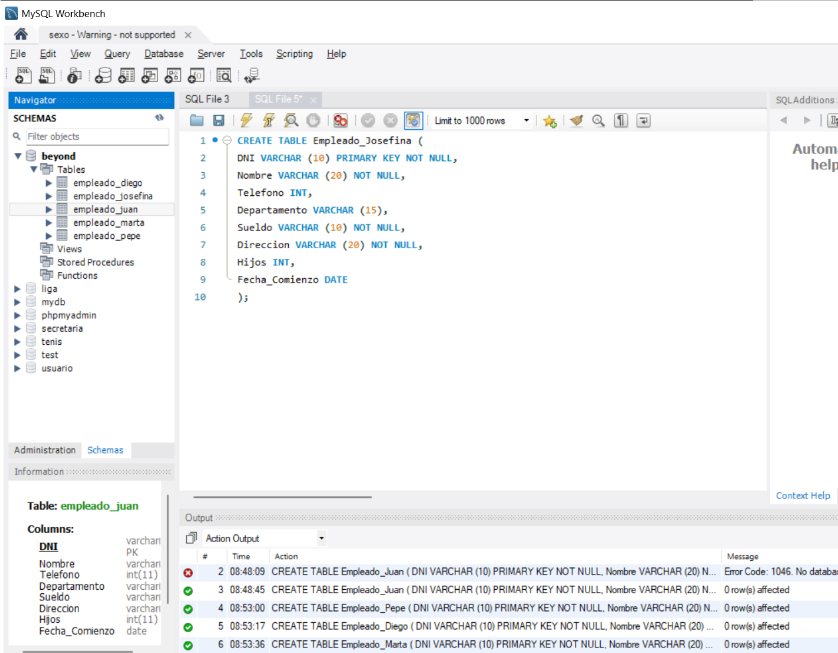 MySQL Workbench
sexo - Warning - not supported
File Edit View Query Database Server Tools Scripting Help
Navigator
SCHEMAS
Filter objects
beyond
Tables
empleado_diego
empleado_josefina
empleado_juan
empleado_marta
empleado_pepe
Views
Stored Procedures
Functions
liga
mydb
phpmyadmin
secretaria
tenis
test
usuario
Administration Schemas
Information
Table: empleado_juan
Columns:
DNI varchar
PK
Nombre varchar
Telefono int(11)
Departamento varchar
Sueldo varchar
Direccion varchar
Hijos int(11)
Fecha_Comienzo date
SQL File 3 SQL File 5*
Limit to 1000 rows
1 CREATE TABLE Empleado_Josefina (
2 DNI VARCHAR (10) PRIMARY KEY NOT NULL,
3 Nombre VARCHAR (20) NOT NULL,
4 Telefono INT,
5 Departamento VARCHAR (15),
6 Sueldo VARCHAR (10) NOT NULL,
7 Direccion VARCHAR (20) NOT NULL,
8 Hijos INT,
9 Fecha_Comienzo DATE
10 );
SQLAdditions
Autom
help
Context Help
Output
Action Output
# Time Action Message
2 08:48:09 CREATE TABLE Empleado_Juan ( DNI VARCHAR (10) PRIMARY KEY NOT NULL, Nombre VARCHAR (20) N... Error Code: 1046. No databa
3 08:48:45 CREATE TABLE Empleado_Juan ( DNI VARCHAR (10) PRIMARY KEY NOT NULL, Nombre VARCHAR (20) N... 0 row(s) affected
4 08:53:00 CREATE TABLE Empleado_Pepe ( DNI VARCHAR (10) PRIMARY KEY NOT NULL, Nombre VARCHAR (20) N... 0 row(s) affected
5 08:53:17 CREATE TABLE Empleado_Diego ( DNI VARCHAR (10) PRIMARY KEY NOT NULL, Nombre VARCHAR (20) ... 0 row(s) affected
6 08:53:36 CREATE TABLE Empleado_Marta ( DNI VARCHAR (10) PRIMARY KEY NOT NULL, Nombre VARCHAR (20) ... 0 row(s) affected